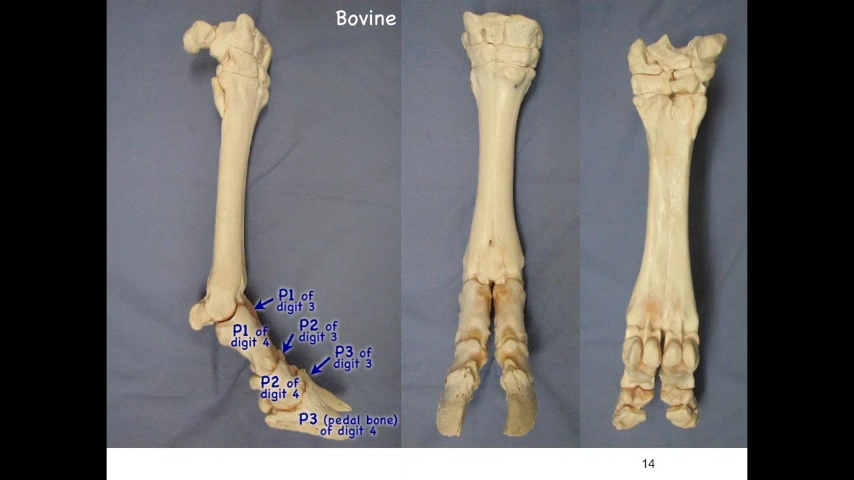 Bovine
P1 of
digit 3
P1 of
digit 4
P2 of
digit 3
P3 of
digit 3
P2 of
digit 4
P3 (pedal bone)
of digit 4
14